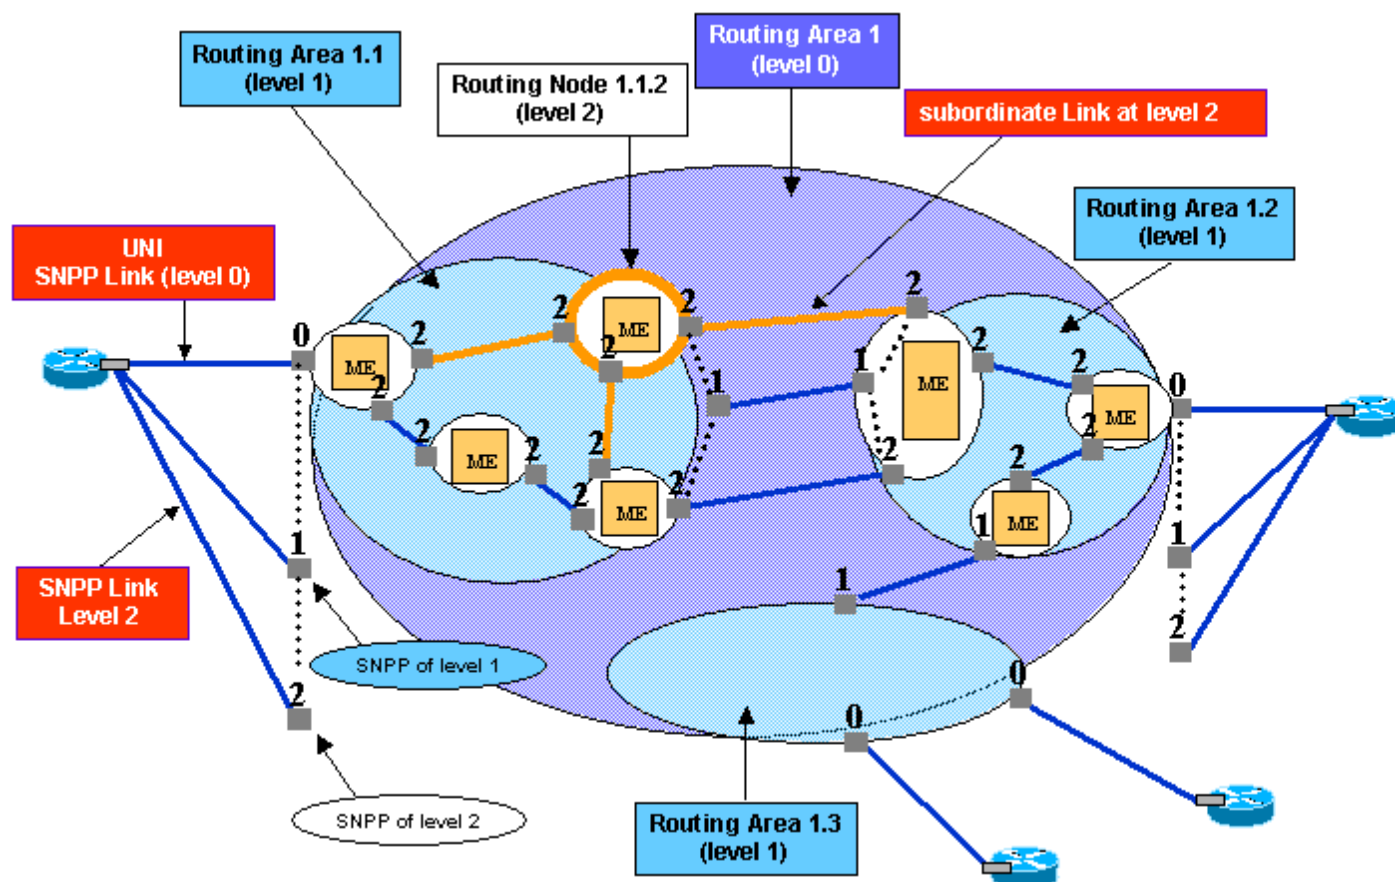 Routing Area 1
(level 0)
Routing Area 1.1
(level 1)
Routing Node 1.1.2
(level 2)
subordinate Link at level 2
Routing Area 1.2
(level 1)
UNI
SNPP Link (level 0)
2
2
2
2
ME
0
2
ME
2
1
1
ME
2
2
0
ME
2
ME
2
2
ME
2
2
2
2
2
2
ME
2
ME
1
1
1
1
SNPP Link
Level 2
2
SNPP of level 1
2
0
0
SNPP of level 2
Routing Area 1.3
(level 1)